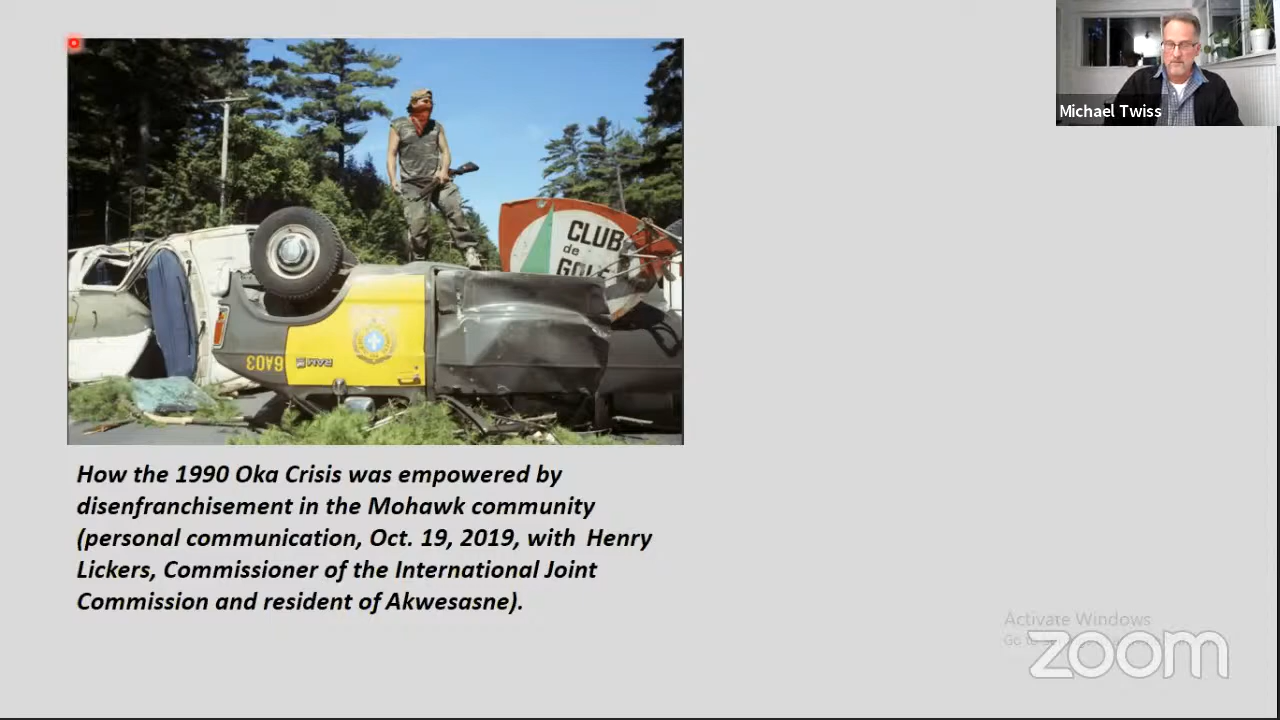 Michael Twiss
CLUB
de
GOLF
6A03
RAM
How the 1990 Oka Crisis was empowered by
disenfranchisement in the Mohawk community
(personal communication, Oct. 19, 2019, with Henry
Lickers, Commissioner of the International Joint
Commission and resident of Akwesasne).
Activate Windows
zoom